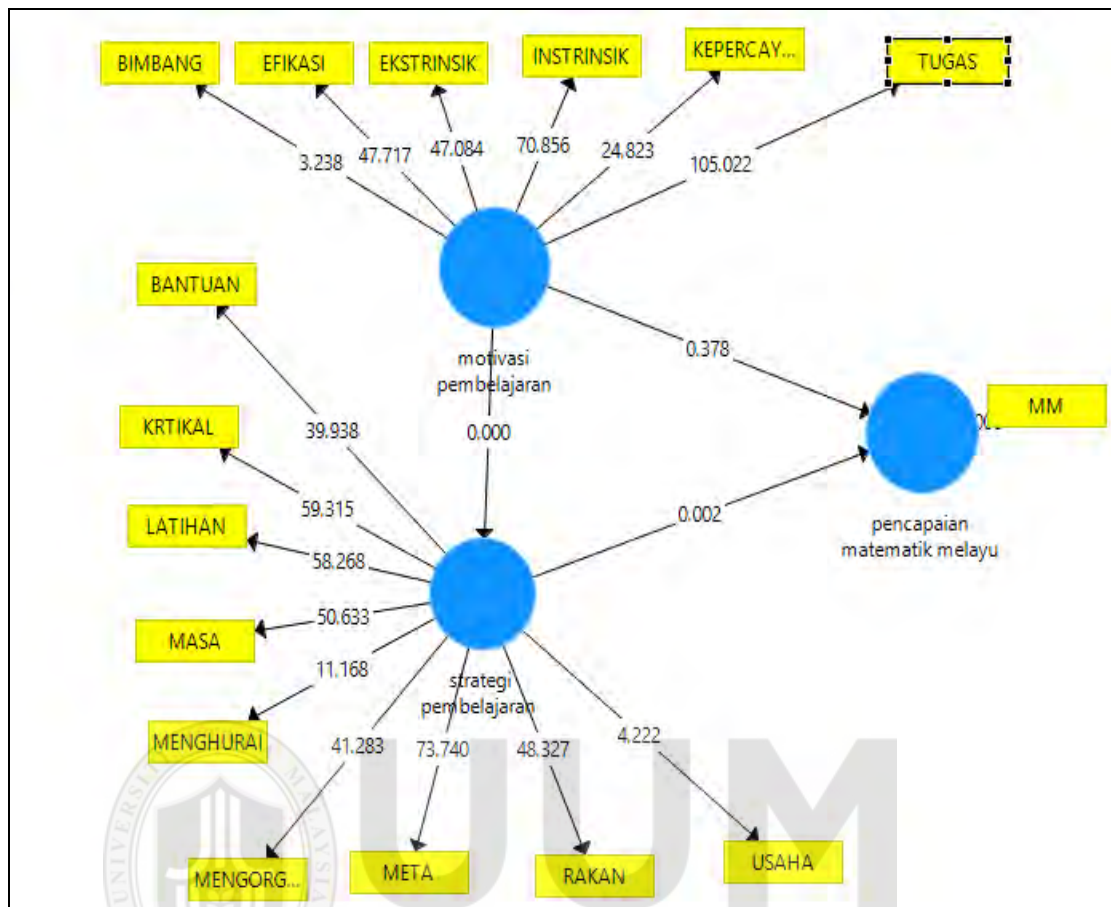 BIMBANG
EFIKASI
EKSTRINSIK
INSTRINSIK
KEPERCAY...
TUGAS
3.238
47.717
47.084
70.856
24.823
105.022
BANTUAN
motivasi
pembelajaran
0.378
MM
KRTIKAL
39.938
0.000
59.315
LATIHAN
58.268
0.002
pencapaian
matematik melayu
MASA
50.633
11.168
strategi
pembelajaran
MENGHURAI
41.283
73.740
48.327
4.222
MENGORG...
META
RAKAN
USAHA
UUM
UNIVERSITI
MALAYSIA